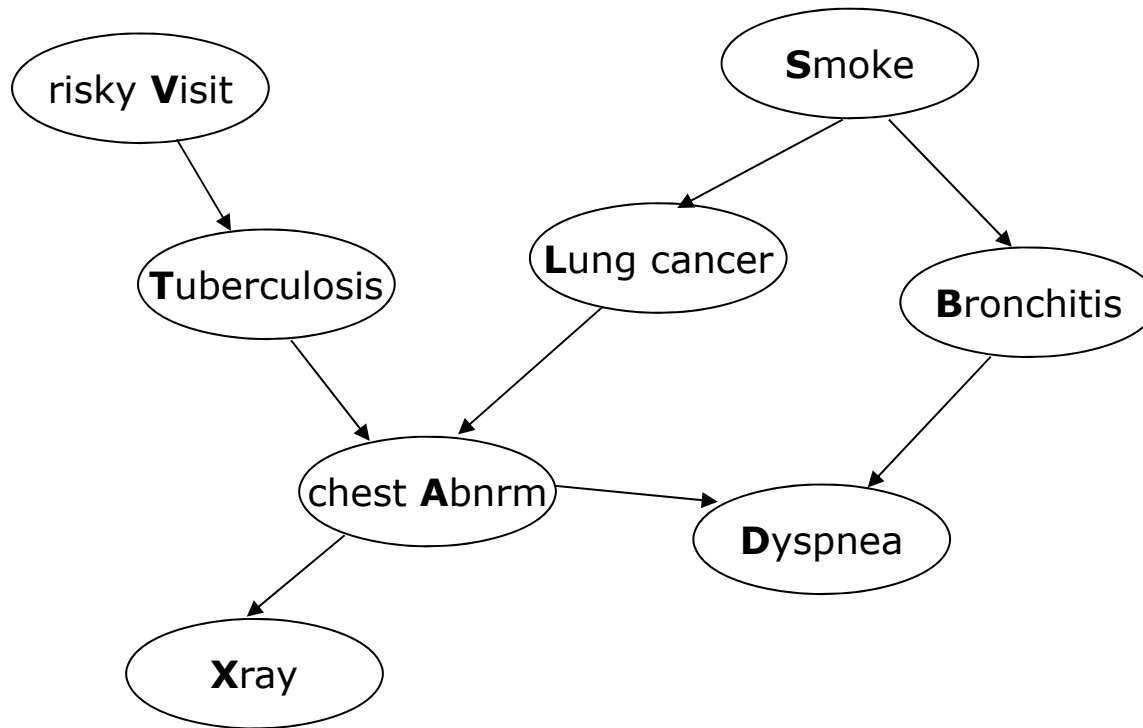 Smoke
risky Visit
Lung cancer
Tuberculosis
Bronchitis
chest Abnrm
Dyspnea
Xray